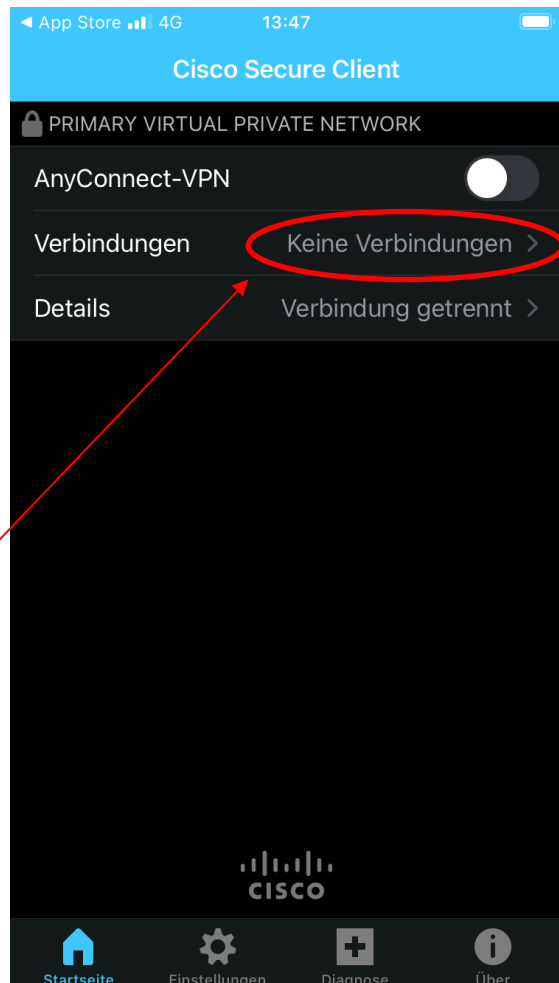 App Store 4G 13:47
Cisco Secure Client
PRIMARY VIRTUAL PRIVATE NETWORK
AnyConnect-VPN
Verbindungen Keine Verbindungen
Details Verbindung getrennt
CISCO
Startseite Einstellungen Diagnose Über